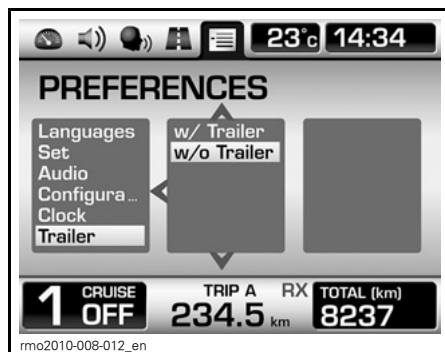 23°c 14:34
PREFERENCES
Languages
Set
Audio
Configura...
Clock
Trailer
w/ Trailer
w/o Trailer
1 CRUISE OFF
TRIP A
234.5 km
RX
TOTAL (km)
8237
rmo2010-008-012_en